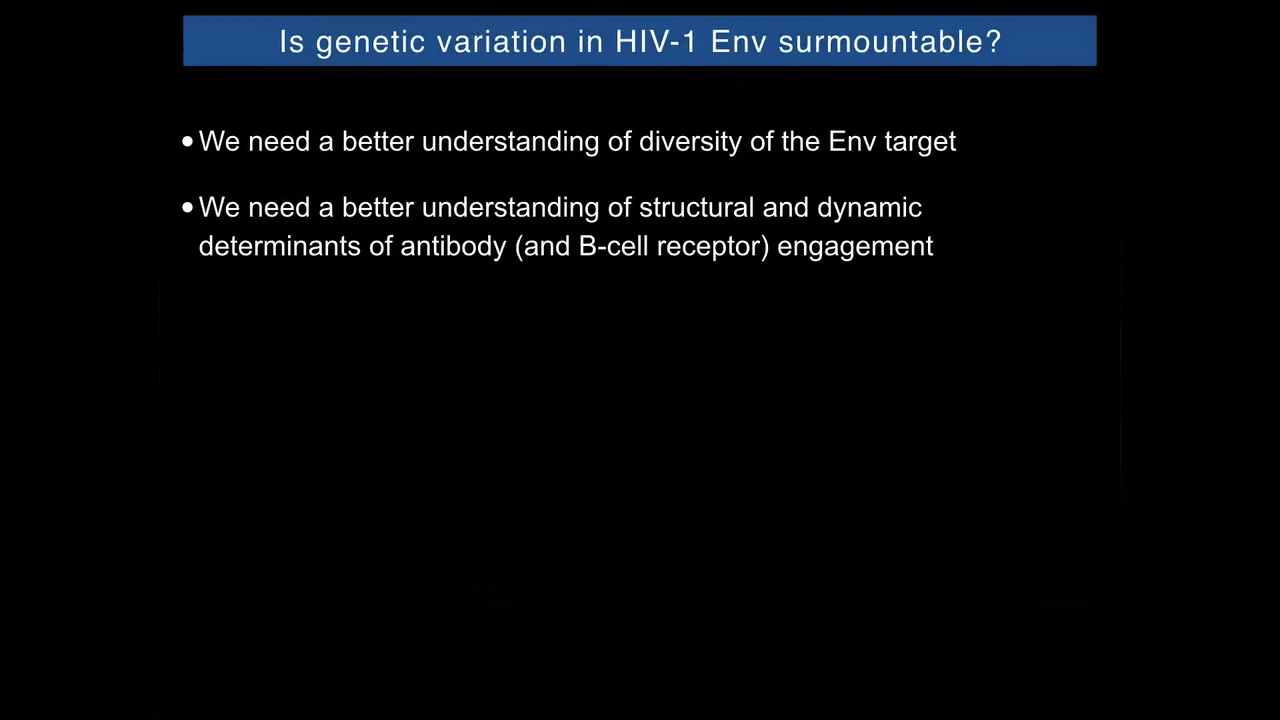 Is genetic variation in HIV-1 Env surmountable?
• We need a better understanding of diversity of the Env target
• We need a better understanding of structural and dynamic
determinants of antibody (and B-cell receptor) engagement